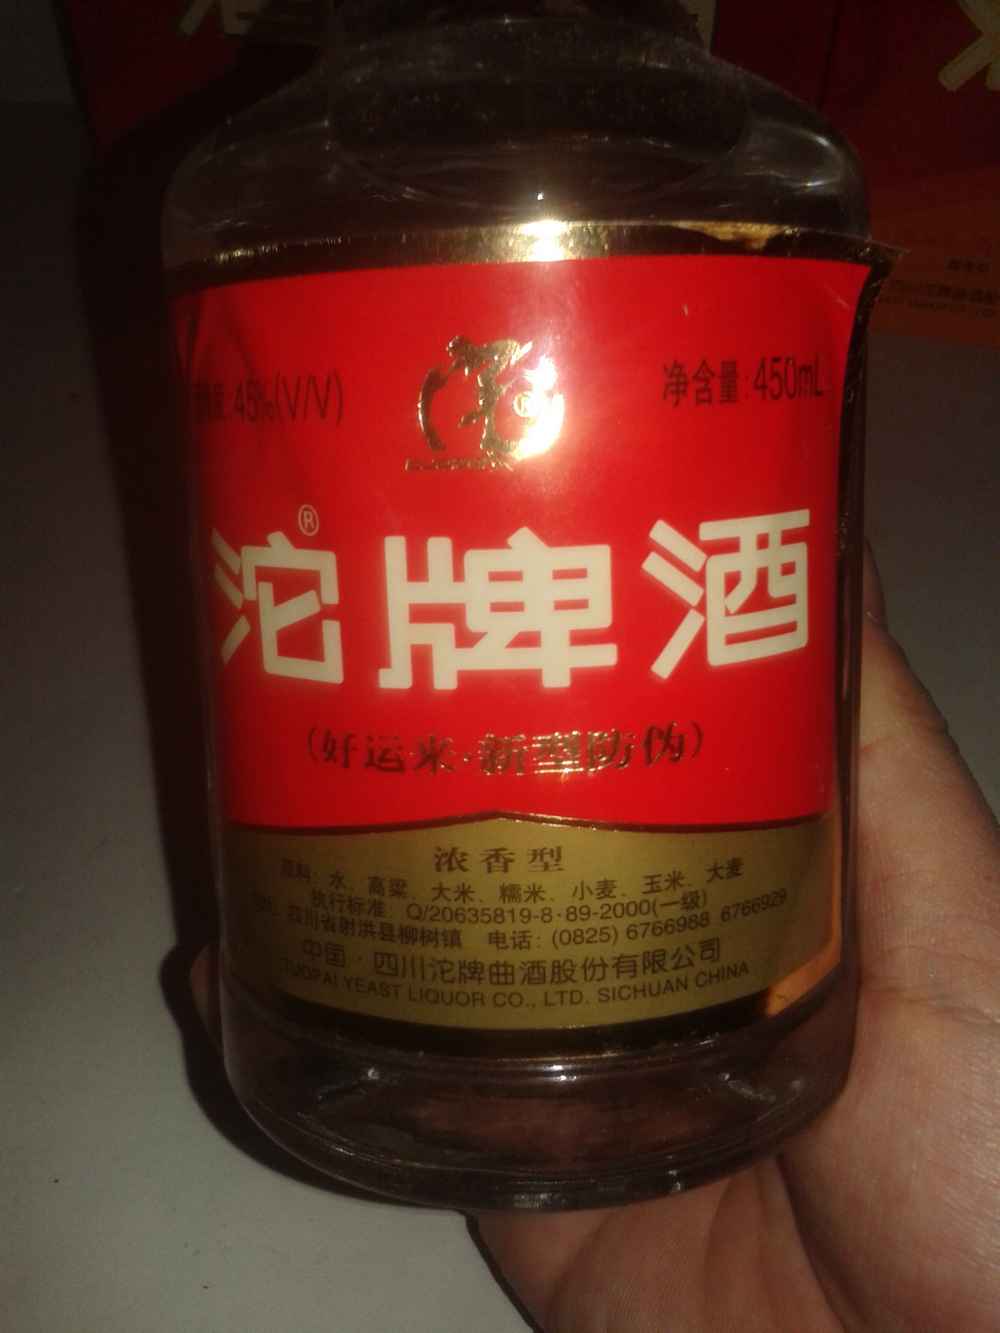 45%(V/V)
净含量:450mL
沱®牌酒
(好运来·新型防伪)
浓香型
原料:水、高粱、大米、糯米、小麦、玉米、大麦
执行标准:Q/20635819-8·89-2000(一级)
四川省射洪县柳树镇 电话:(0825) 6766988 6766929
中国·四川沱牌曲酒股份有限公司
TUOPAI YEAST LIQUOR CO., LTD. SICHUAN CHINA